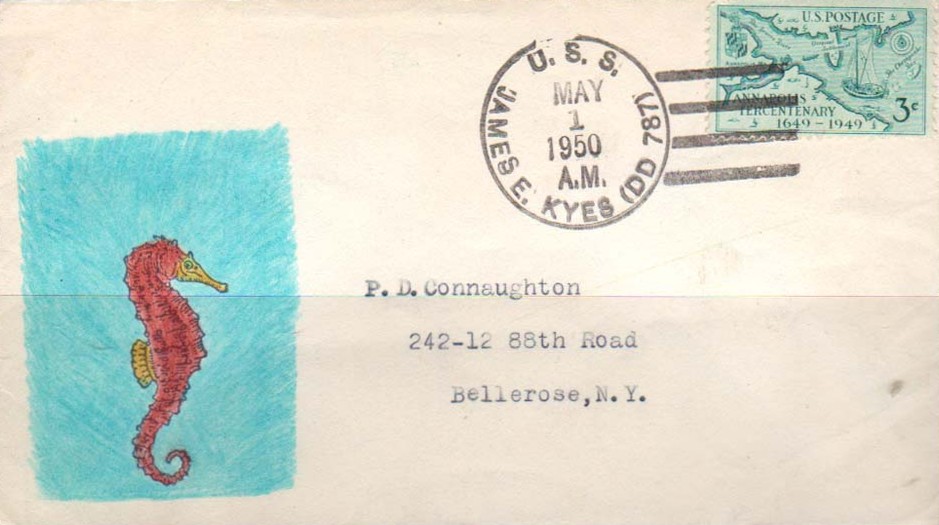 U.S. POSTAGE
ANNAPOLIS
TERCENTENARY
1649-1949
3¢
U. S. S.
JAMES E. KYES (DD 787)
MAY
1
1950
A.M.
P. D. Connaughton
242-12 88th Road
Bellerose, N. Y.